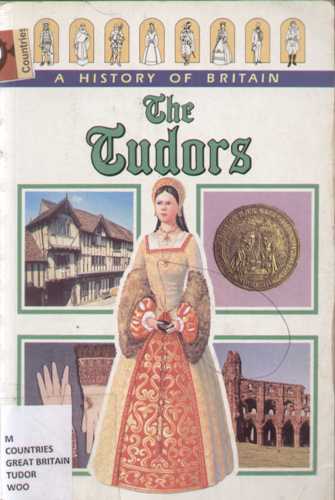 Countries
A HISTORY OF BRITAIN
The
Tudors
M
COUNTRIES
GREAT BRITAIN
TUDOR
WOO